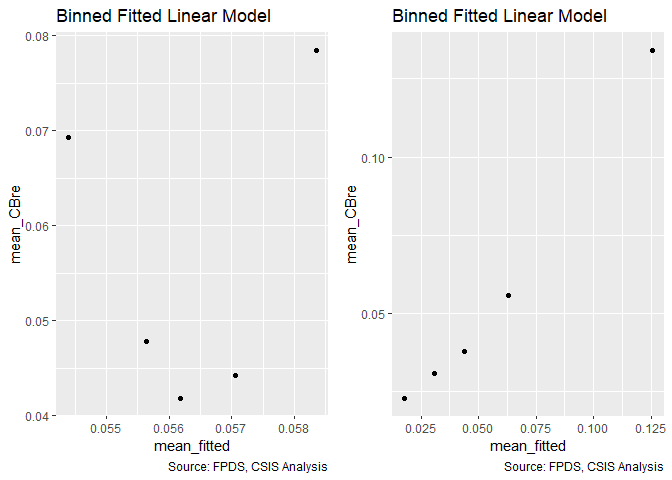 Binned Fitted Linear Model
0.08
0.07
0.06
0.05
0.04
mean_CBre
0.055 0.056 0.057 0.058
mean_fitted
Source: FPDS, CSIS Analysis
Binned Fitted Linear Model
0.10
0.05
mean_CBre
0.025 0.050 0.075 0.100 0.125
mean_fitted
Source: FPDS, CSIS Analysis